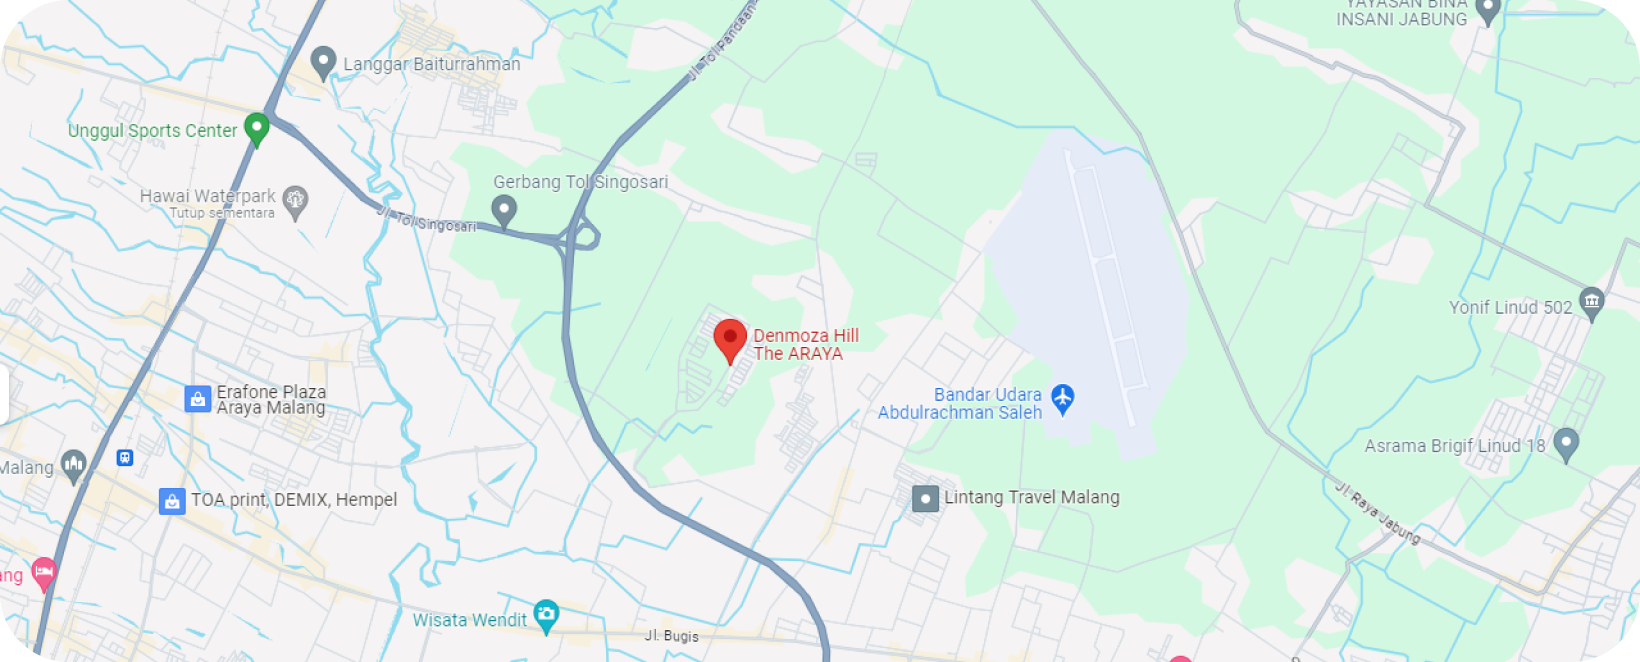 YAYASAN BINA
INSANI JABUNG
Jl. Tol Pandaan
Langgar Baiturrahman
Unggul Sports Center
Gerbang Tol Singosari
Hawai Waterpark
Tutup sementara
Jl. Tol Singosari
Yonif Linud 502
Denmoza Hill
The ARAYA
Erafone Plaza
Araya Malang
Bandar Udara
Abdulrachman Saleh
Asrama Brigif Linud 18
Malang
TOA print, DEMIX, Hempel
Lintang Travel Malang
Jl. Raya Jabung
ang
Wisata Wendit
Jl. Bugis